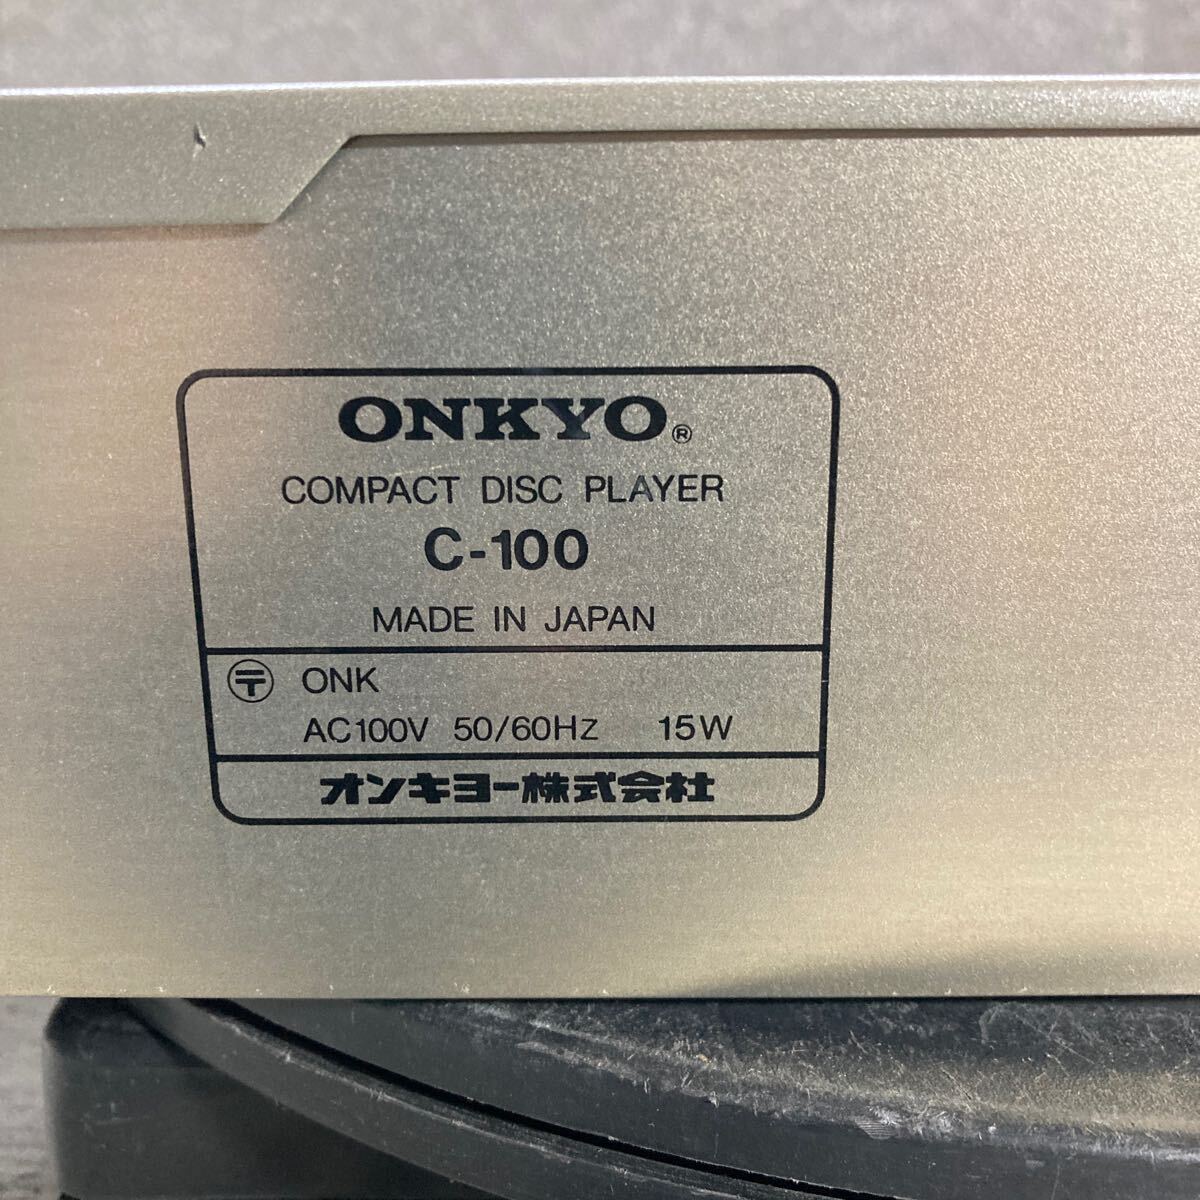 ONKYO®
COMPACT DISC PLAYER
C-100
MADE IN JAPAN
〶 ONK
AC100V 50/60Hz 15W
オンキヨー株式会社